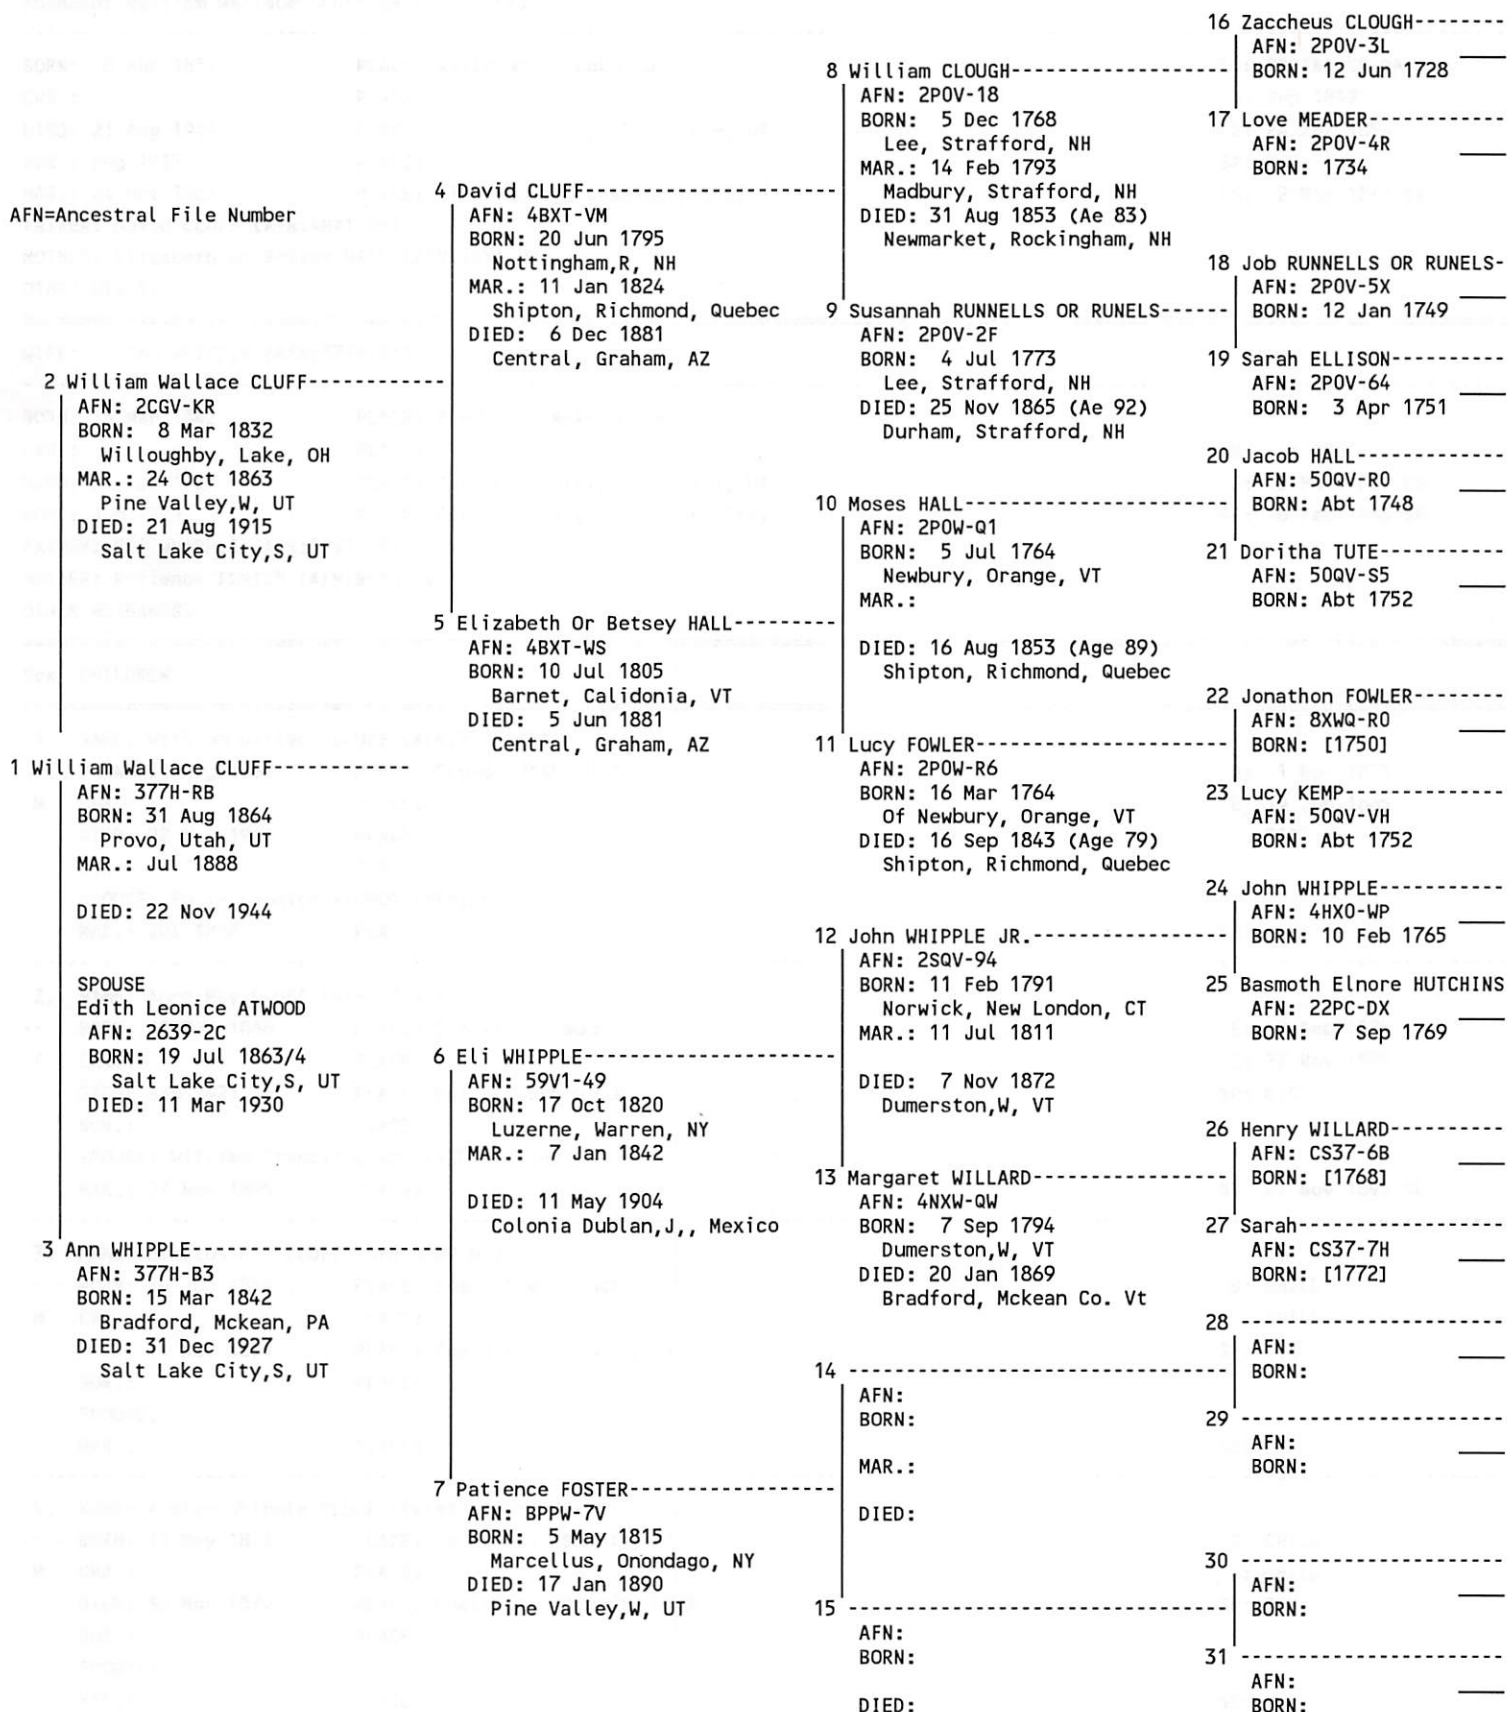 AFN=Ancestral File Number
1 William Wallace CLUFF------------
AFN: 377H-RB
BORN: 31 Aug 1864
Provo, Utah, UT
MAR.: Jul 1888
DIED: 22 Nov 1944
SPOUSE
Edith Leonice ATWOOD
AFN: 2639-2C
BORN: 19 Jul 1863/4
Salt Lake City,S, UT
DIED: 11 Mar 1930
2 William Wallace CLUFF------------
AFN: 2CGV-KR
BORN:  8 Mar 1832
Willoughby, Lake, OH
MAR.: 24 Oct 1863
Pine Valley,W, UT
DIED: 21 Aug 1915
Salt Lake City,S, UT
3 Ann WHIPPLE-----------------------
AFN: 377H-B3
BORN: 15 Mar 1842
Bradford, Mckean, PA
DIED: 31 Dec 1927
Salt Lake City,S, UT
4 David CLUFF----------------------
AFN: 4BXT-VM
BORN: 20 Jun 1795
Nottingham,R, NH
MAR.: 11 Jan 1824
Shipton, Richmond, Quebec
DIED:  6 Dec 1881
Central, Graham, AZ
5 Elizabeth Or Betsey HALL---------
AFN: 4BXT-WS
BORN: 10 Jul 1805
Barnet, Calidonia, VT
DIED:  5 Jun 1881
Central, Graham, AZ
6 Eli WHIPPLE-----------------------
AFN: 59V1-49
BORN: 17 Oct 1820
Luzerne, Warren, NY
MAR.:  7 Jan 1842
DIED: 11 May 1904
Colonia Dublan,J,, Mexico
7 Patience FOSTER------------------
AFN: BPPW-7V
BORN:  5 May 1815
Marcellus, Onondago, NY
DIED: 17 Jan 1890
Pine Valley,W, UT
8 William CLOUGH-------------------
AFN: 2POV-18
BORN:  5 Dec 1768
Lee, Strafford, NH
MAR.: 14 Feb 1793
Madbury, Strafford, NH
DIED: 31 Aug 1853 (Ae 83)
Newmarket, Rockingham, NH
9 Susannah RUNNELLS OR RUNELS------
AFN: 2POV-2F
BORN:  4 Jul 1773
Lee, Strafford, NH
DIED: 25 Nov 1865 (Ae 92)
Durham, Strafford, NH
10 Moses HALL-----------------------
AFN: 2POW-Q1
BORN:  5 Jul 1764
Newbury, Orange, VT
MAR.:
DIED: 16 Aug 1853 (Age 89)
Shipton, Richmond, Quebec
11 Lucy FOWLER----------------------
AFN: 2POW-R6
BORN: 16 Mar 1764
Of Newbury, Orange, VT
DIED: 16 Sep 1843 (Age 79)
Shipton, Richmond, Quebec
12 John WHIPPLE JR.-----------------
AFN: 2SQV-94
BORN: 11 Feb 1791
Norwick, New London, CT
MAR.: 11 Jul 1811
DIED:  7 Nov 1872
Dumerston,W, VT
13 Margaret WILLARD-----------------
AFN: 4NXW-QW
BORN:  7 Sep 1794
Dumerston,W, VT
DIED: 20 Jan 1869
Bradford, Mckean Co. Vt
14 ----------------------------------
AFN:
BORN:
MAR.:
DIED:
15 ----------------------------------
AFN:
BORN:
DIED:
16 Zaccheus CLOUGH--------
AFN: 2POV-3L
BORN: 12 Jun 1728
17 Love MEADER------------
AFN: 2POV-4R
BORN: 1734
18 Job RUNNELLS OR RUNELS-
AFN: 2POV-5X
BORN: 12 Jan 1749
19 Sarah ELLISON----------
AFN: 2POV-64
BORN:  3 Apr 1751
20 Jacob HALL-------------
AFN: 50QV-R0
BORN: Abt 1748
21 Doritha TUTE-----------
AFN: 50QV-S5
BORN: Abt 1752
22 Jonathon FOWLER--------
AFN: 8XWQ-R0
BORN: [1750]
23 Lucy KEMP--------------
AFN: 50QV-VH
BORN: Abt 1752
24 John WHIPPLE-----------
AFN: 4HX0-WP
BORN: 10 Feb 1765
25 Basmoth Elnore HUTCHINS
AFN: 22PC-DX
BORN:  7 Sep 1769
26 Henry WILLARD----------
AFN: CS37-6B
BORN: [1768]
27 Sarah------------------
AFN: CS37-7H
BORN: [1772]
28 -----------------------
AFN:
BORN:
29 -----------------------
AFN:
BORN:
30 -----------------------
AFN:
BORN:
31 -----------------------
AFN:
BORN: